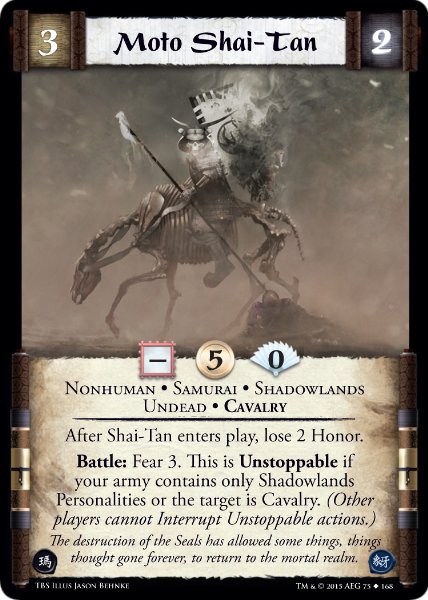 3 Moto Shai-Tan 2
– 5 0
Nonhuman • Samurai • Shadowlands
Undead • Cavalry
After Shai-Tan enters play, lose 2 Honor.
Battle: Fear 3. This is Unstoppable if
your army contains only Shadowlands
Personalities or the target is Cavalry. (Other
players cannot Interrupt Unstoppable actions.)
The destruction of the Seals has allowed some things, things
thought gone forever, to return to the mortal realm.
TBS Illus Jason Behnke TM & © 2015 AEG 75 ◆ 168